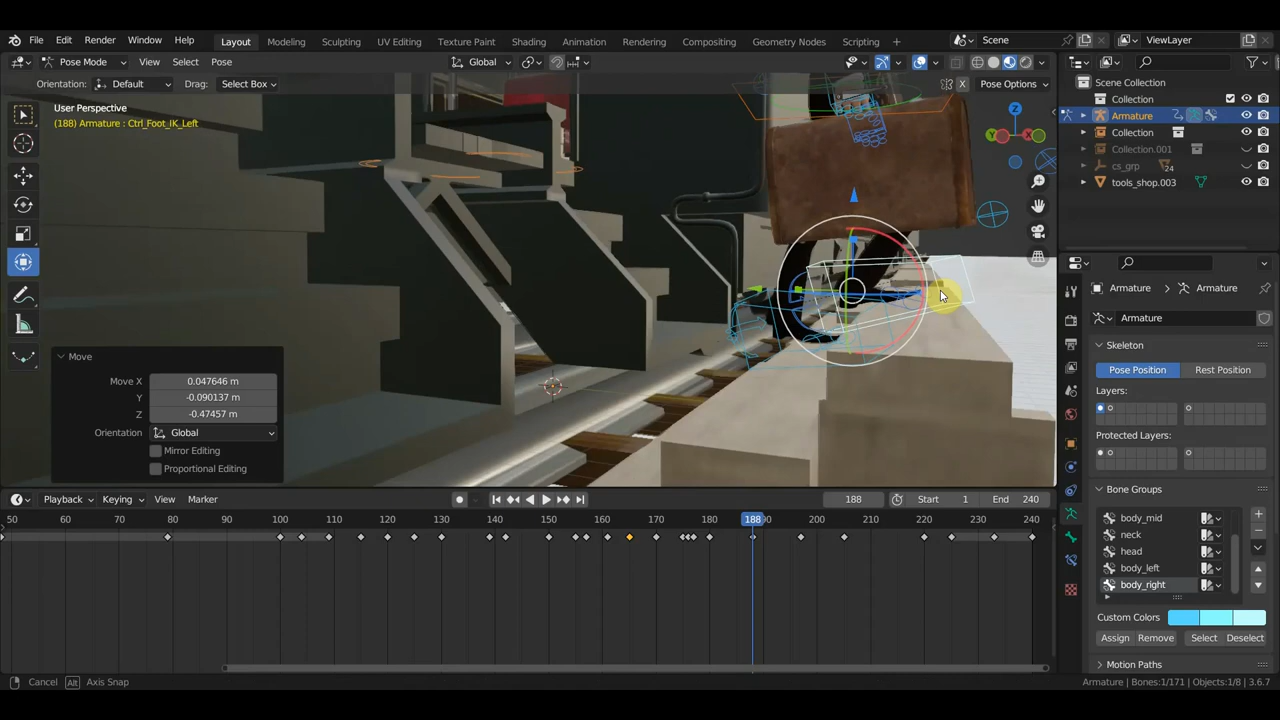 File Edit Render Window Help Layout Modeling Sculpting UV Editing Texture Paint Shading Animation Rendering Compositing Geometry Nodes Scripting + Scene ViewLayer
Pose Mode View Select Pose Global
Orientation: Default Drag: Select Box X Pose Options
User Perspective
(188) Armature : Ctrl_Foot_IK_Left
Z
Y
X
Scene Collection
Collection
Armature
Collection
Collection.001
cs_grp 24
tools_shop.003
Armature > Armature
Armature
Skeleton
Pose Position Rest Position
Layers:
Protected Layers:
Bone Groups
body_mid
neck
head
body_left
body_right
Custom Colors
Assign Remove Select Deselect
Motion Paths
Move
Move X 0.047646 m
Y -0.090137 m
Z -0.47457 m
Orientation Global
Mirror Editing
Proportional Editing
Playback Keying View Marker 188 Start 1 End 240
50 60 70 80 90 100 110 120 130 140 150 160 170 180 188 90 200 210 220 230 240
Cancel Alt Axis Snap Armature | Bones:1/171 | Objects:1/8 | 3.6.7